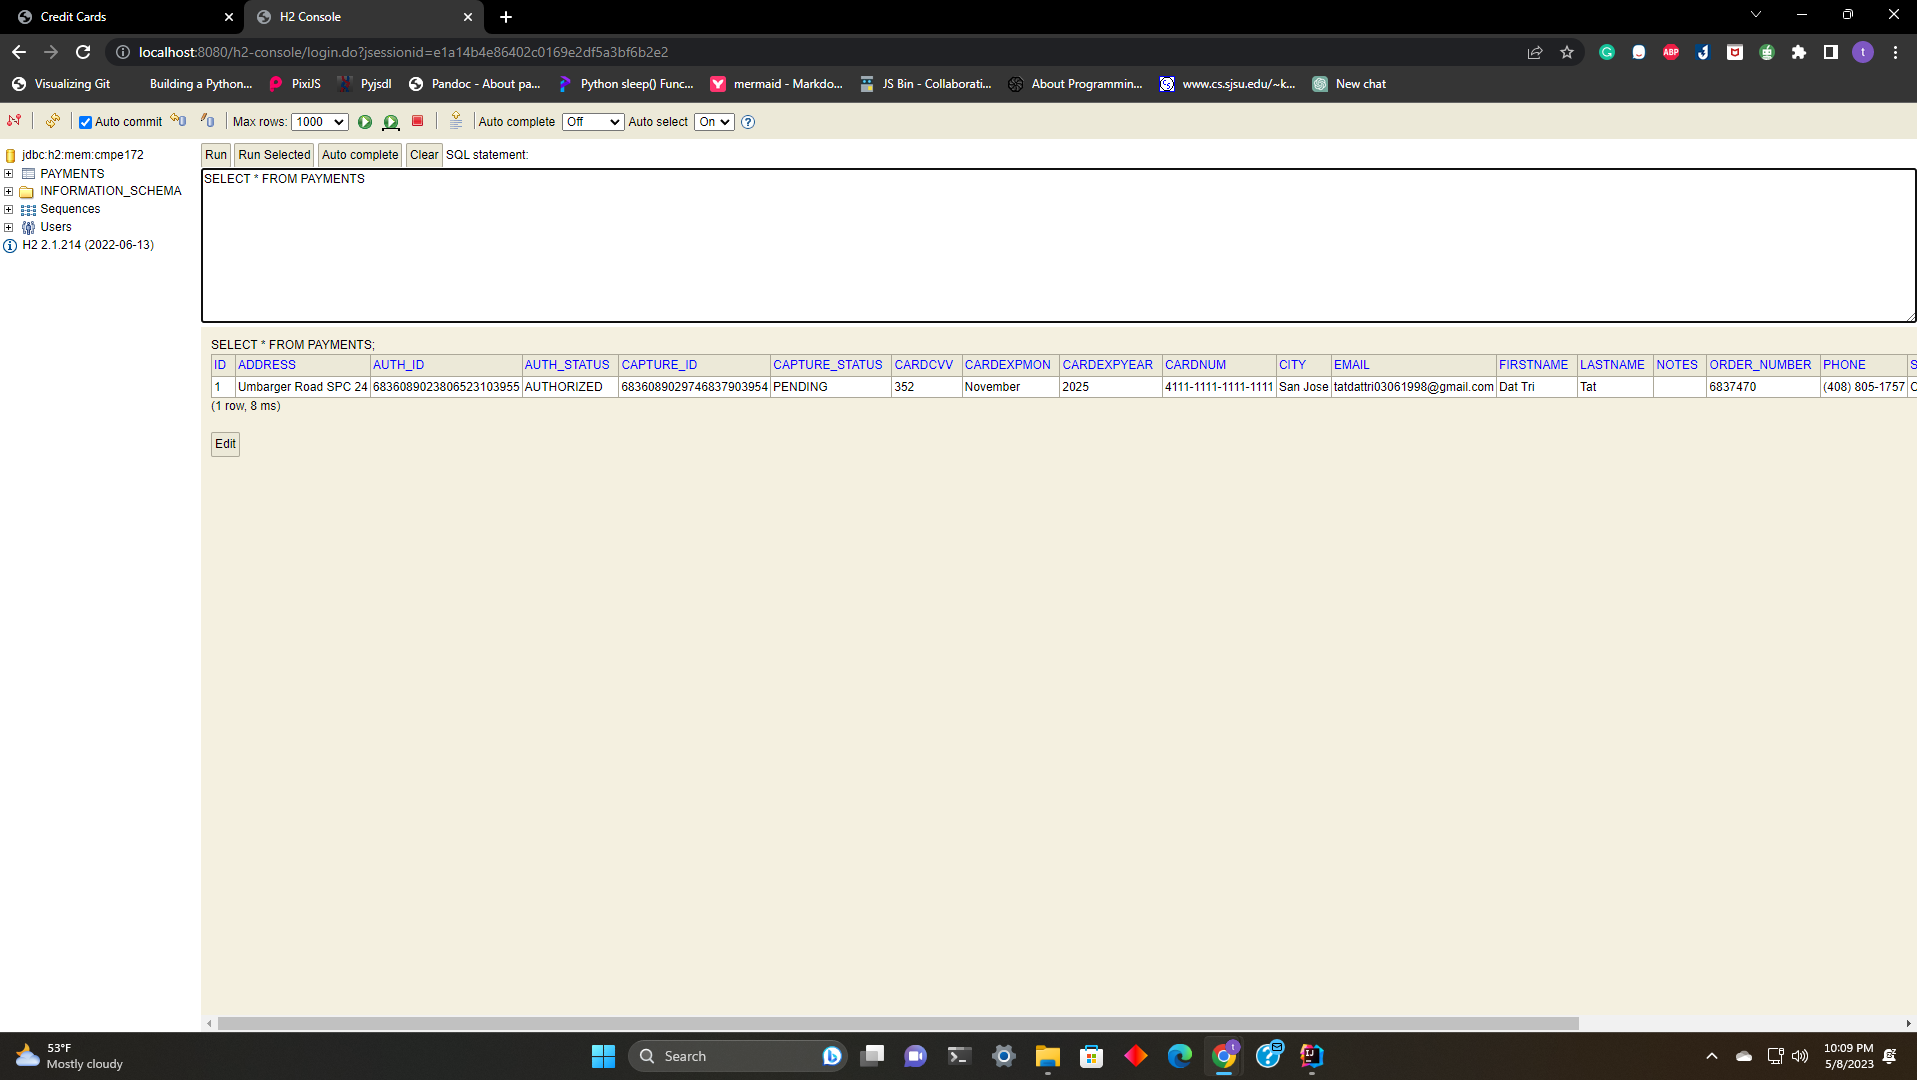 Credit Cards
H2 Console
localhost:8080/h2-console/login.do?jsessionid=e1a14b4e86402c0169e2df5a3bf6b2e2
Visualizing Git
Building a Python...
PixiJS
Pyjsdl
Pandoc - About pa...
Python sleep() Func...
mermaid - Markdo...
JS Bin - Collaborati...
About Programmin...
www.cs.sjsu.edu/~k...
New chat
Auto commit
Max rows: 1000
Auto complete Off
Auto select On
jdbc:h2:mem:cmpe172
PAYMENTS
INFORMATION_SCHEMA
Sequences
Users
H2 2.1.214 (2022-06-13)
Run Run Selected Auto complete Clear SQL statement:
SELECT * FROM PAYMENTS
SELECT * FROM PAYMENTS;
ID ADDRESS AUTH_ID AUTH_STATUS CAPTURE_ID CAPTURE_STATUS CARDCVV CARDEXPMON CARDEXPYEAR CARDNUM CITY EMAIL FIRSTNAME LASTNAME NOTES ORDER_NUMBER PHONE S
1 Umbarger Road SPC 24 6836089023806523103955 AUTHORIZED 6836089029746837903954 PENDING 352 November 2025 4111-1111-1111-1111 San Jose tatdattri03061998@gmail.com Dat Tri Tat 6837470 (408) 805-1757 C
(1 row, 8 ms)
Edit
53°F
Mostly cloudy
Search
10:09 PM
5/8/2023